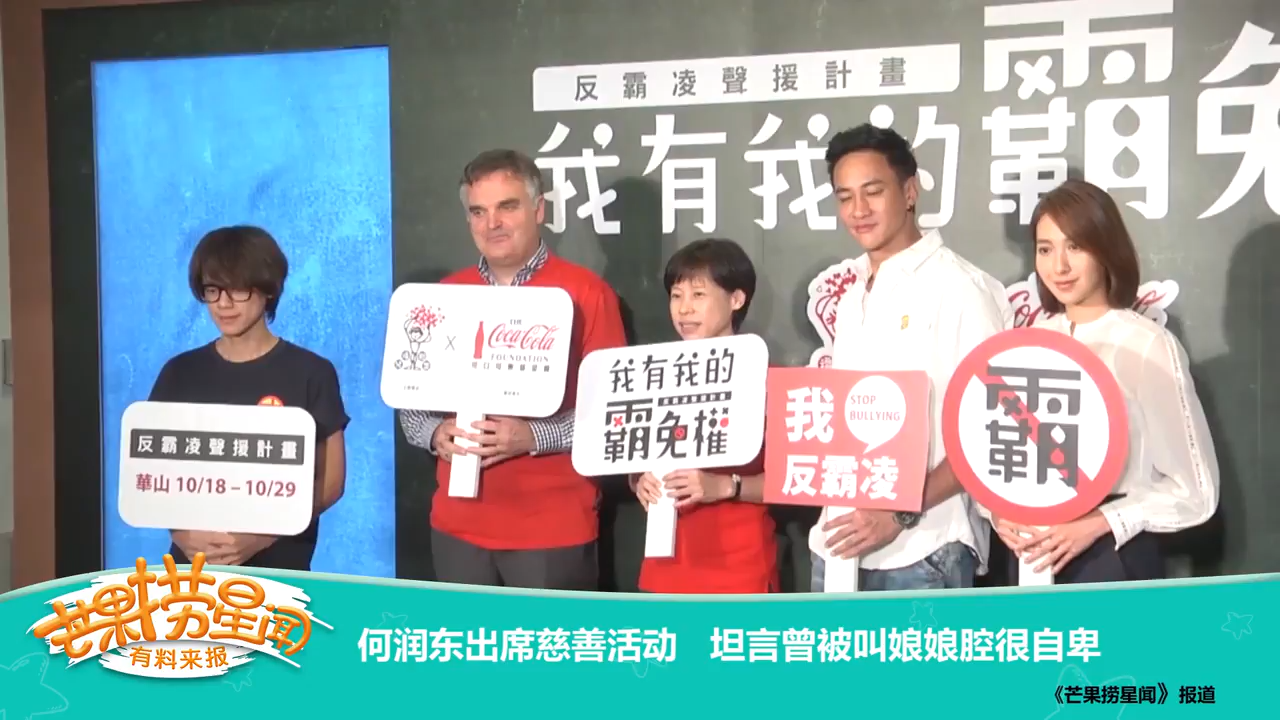 反霸凌聲援計畫
我有我的霸免
反霸凌聲援計畫
華山 10/18 – 10/29
X
THE
Coca-Cola
FOUNDATION
我有我的
霸免權
我
STOP
BULLYING
反霸凌
霸
芒果捞星闻
有料来报
何润东出席慈善活动 坦言曾被叫娘娘腔很自卑
《芒果捞星闻》报道